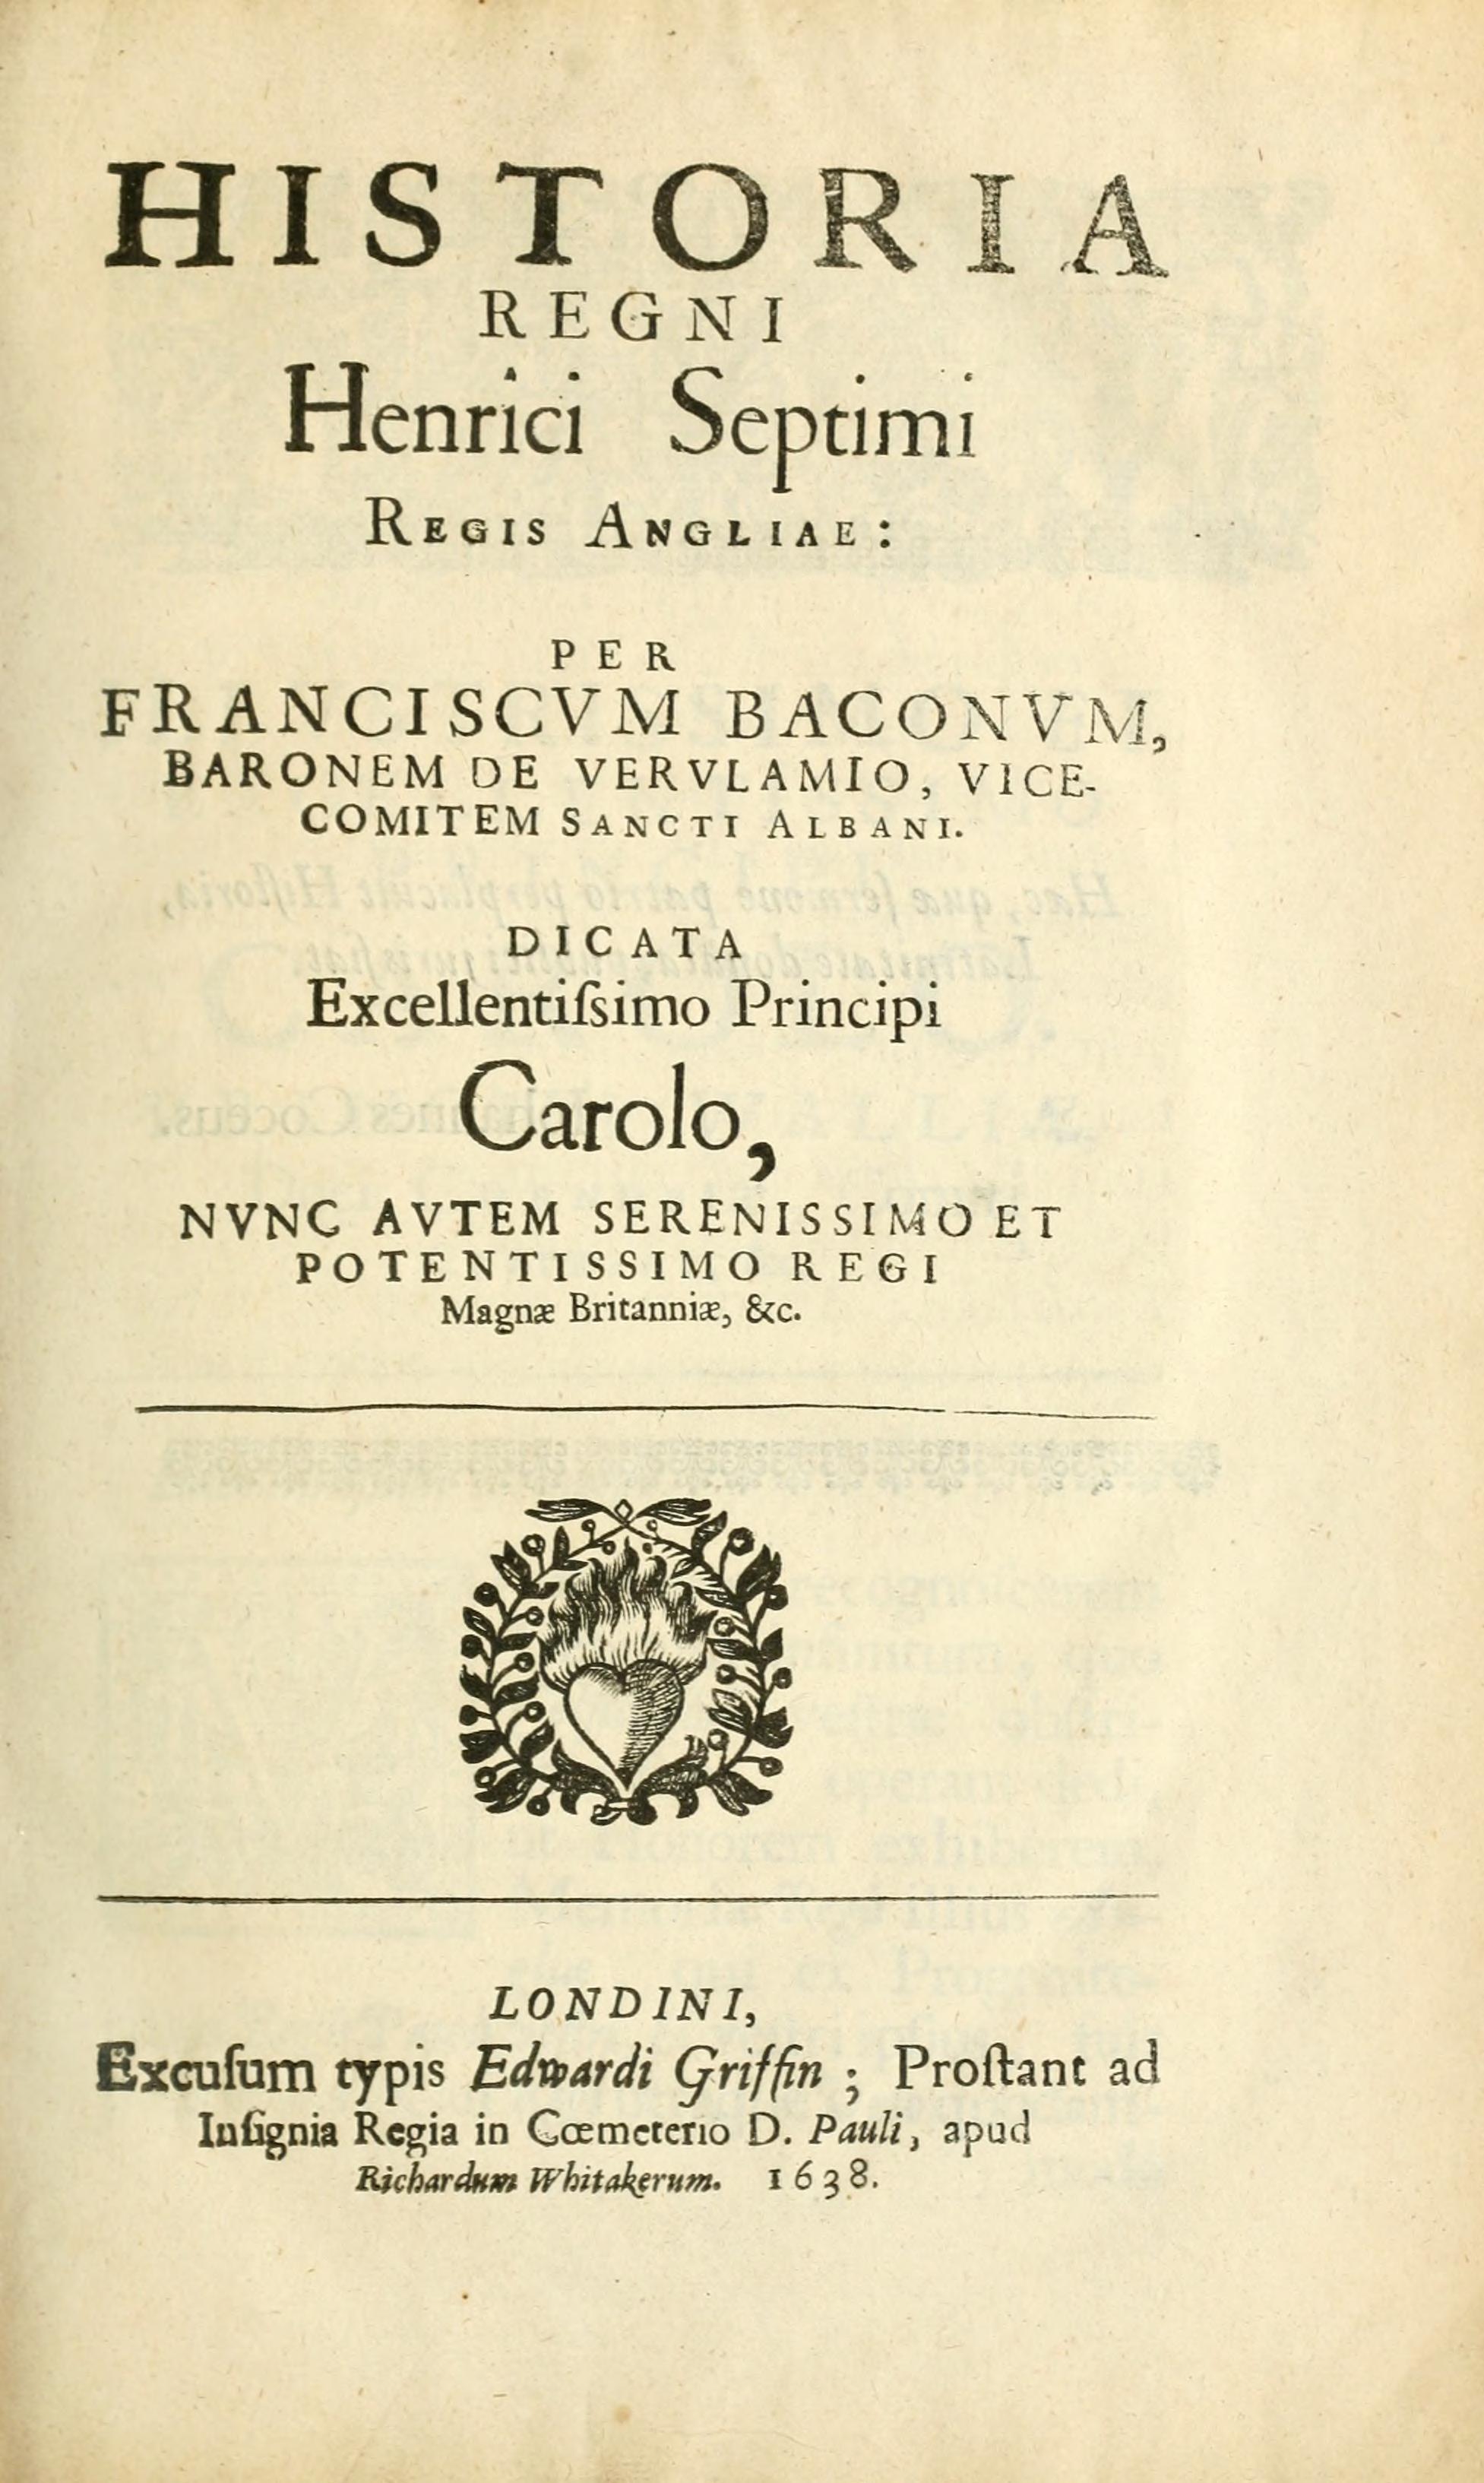 HISTORIA
REGNI
Henrici Septimi
REGIS ANGLIAE:
PER
FRANCISCVM BACONVM,
BARONEM DE VERVLAMIO, VICE-
COMITEM SANCTI ALBANI.
DICATA
Excellentiſsimo Principi
Carolo,
NVNC AVTEM SERENISSIMO ET
POTENTISSIMO REGI
Magnæ Britanniæ, &c.
LONDINI,
Excuſum typis Edwardi Griffin ; Proſtant ad
Inſignia Regia in Cœmeterio D. Pauli, apud
Richardum Whitakerum. 1638.